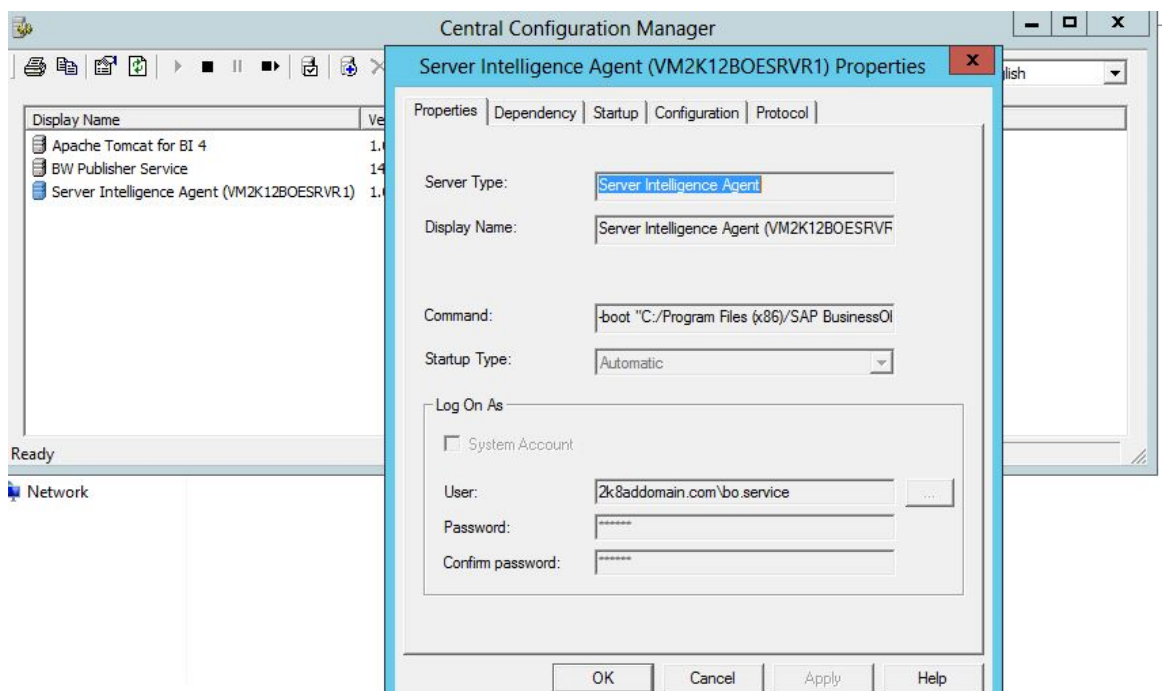 Central Configuration Manager
Server Intelligence Agent (VM2K12BOESRVR1) Properties
Display Name
Apache Tomcat for BI 4
BW Publisher Service
Server Intelligence Agent (VM2K12BOESRVR1)
Ready
Network
Properties Dependency Startup Configuration Protocol
Server Type: Server Intelligence Agent
Display Name: Server Intelligence Agent (VM2K12BOESRVR
Command: -boot "C:/Program Files (x86)/SAP
Startup Type: Automatic
Log On As
System Account
User: 2k8addomain.com\bo.service ...
Password: ******
Confirm password: ******
OK Cancel Apply Help